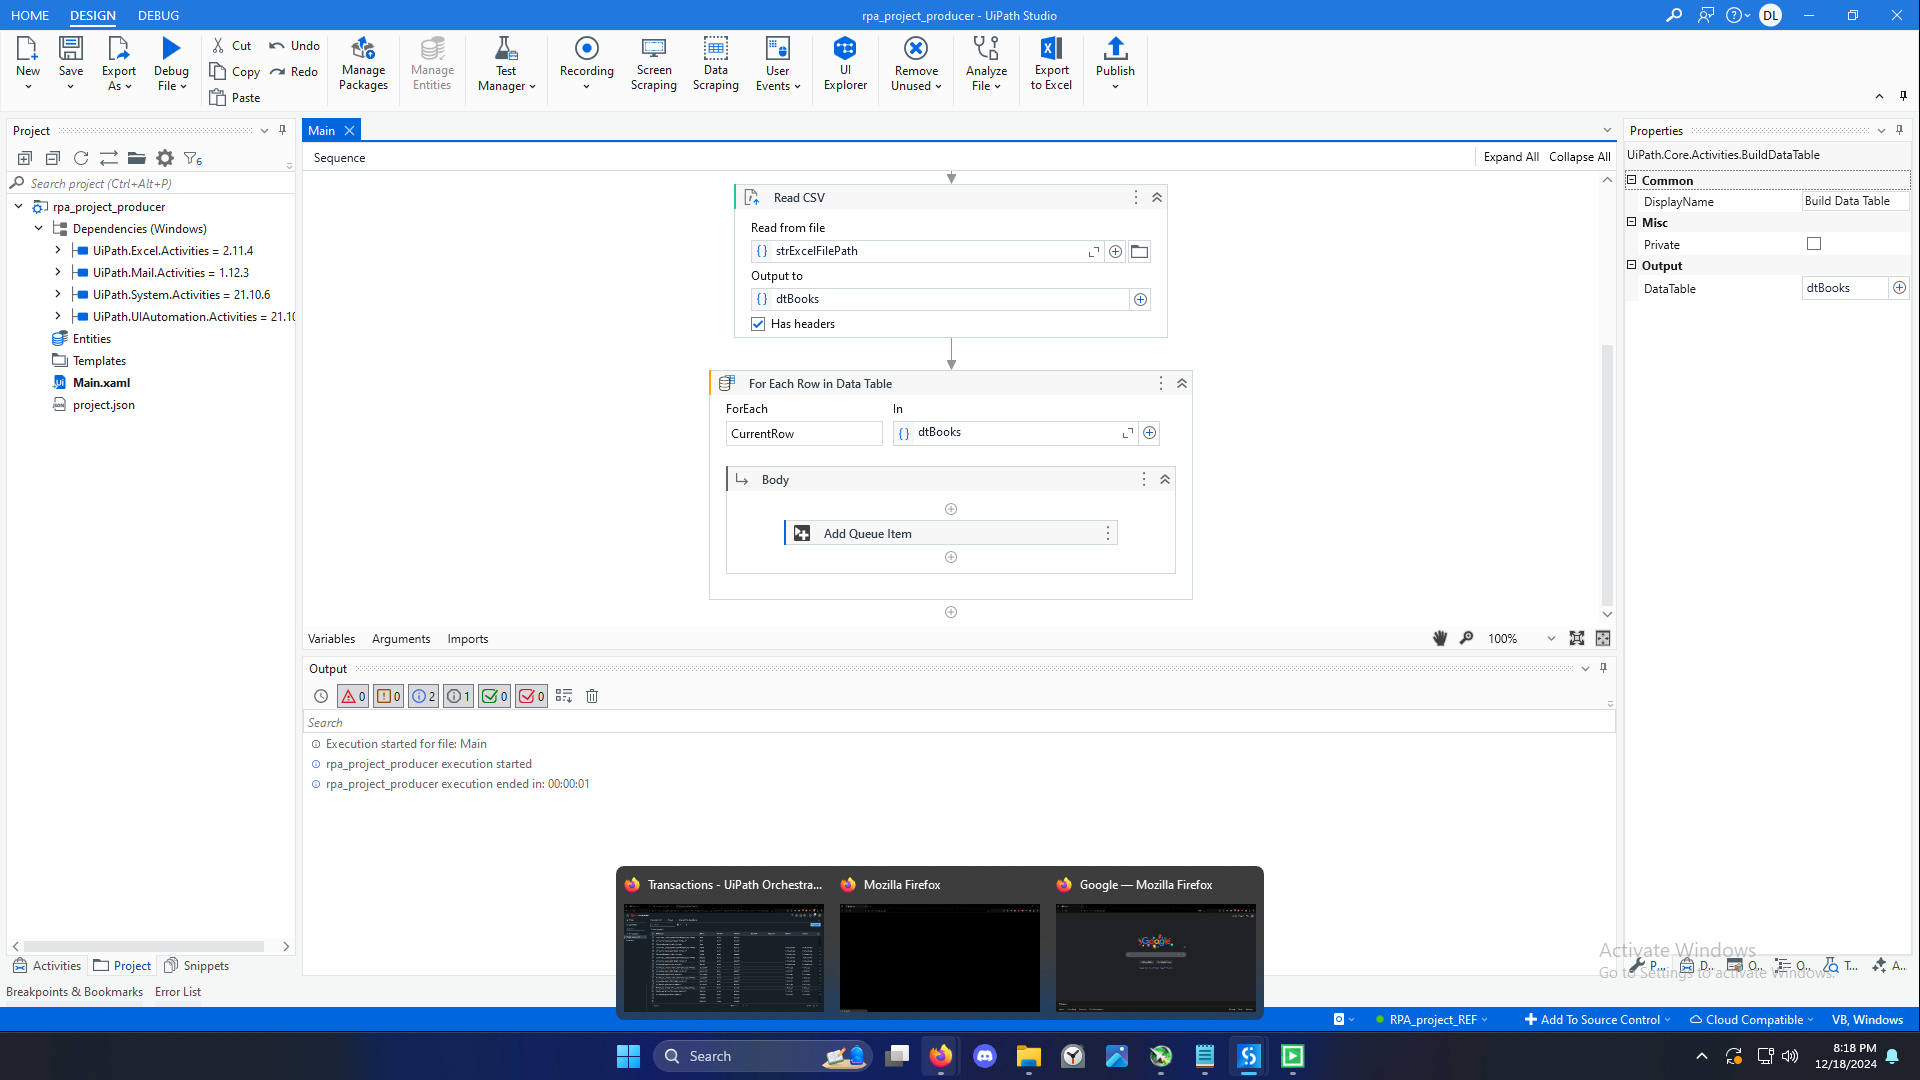 HOME DESIGN DEBUG
rpa_project_producer - UiPath Studio
DL
New
Save
Export As
Debug File
Cut
Copy
Paste
Undo
Redo
Manage Packages
Manage Entities
Test Manager
Recording
Screen Scraping
Data Scraping
User Events
UI Explorer
Remove Unused
Analyze File
Export to Excel
Publish
Project
6
Search project (Ctrl+Alt+P)
rpa_project_producer
Dependencies (Windows)
UiPath.Excel.Activities = 2.11.4
UiPath.Mail.Activities = 1.12.3
UiPath.System.Activities = 21.10.6
UiPath.UIAutomation.Activities = 21.10
Entities
Templates
Main.xaml
project.json
Activities Project Snippets
Breakpoints & Bookmarks Error List
Main
Sequence
Expand All Collapse All
Read CSV
Read from file
strExcelFilePath
Output to
dtBooks
Has headers
For Each Row in Data Table
ForEach In
CurrentRow dtBooks
Body
Add Queue Item
Variables Arguments Imports
100%
Output
0 0 2 1 0 0
Search
Execution started for file: Main
rpa_project_producer execution started
rpa_project_producer execution ended in: 00:00:01
Properties
UiPath.Core.Activities.BuildDataTable
Common
DisplayName Build Data Table
Misc
Private
Output
DataTable dtBooks
Activate Windows
Go to Settings to activate Windows.
P... D... O... O... T... A...
Transactions - UiPath Orchestra...
Mozilla Firefox
Google — Mozilla Firefox
Google
RPA_project_REF
Add To Source Control
Cloud Compatible
VB, Windows
Search
8:18 PM
12/18/2024